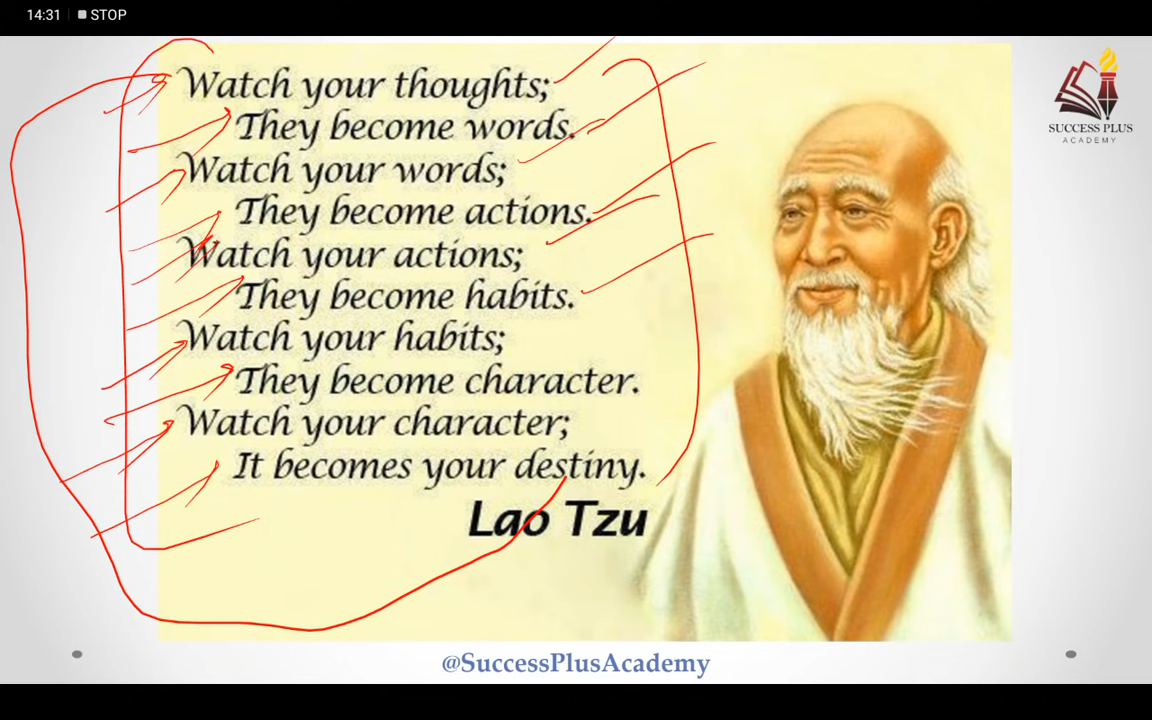 14:31 STOP
Watch your thoughts;
They become words.
Watch your words;
They become actions.
Watch your actions;
They become habits.
Watch your habits;
They become character.
Watch your character;
It becomes your destiny.
Lao Tzu
SUCCESS PLUS
ACADEMY
@SuccessPlusAcademy